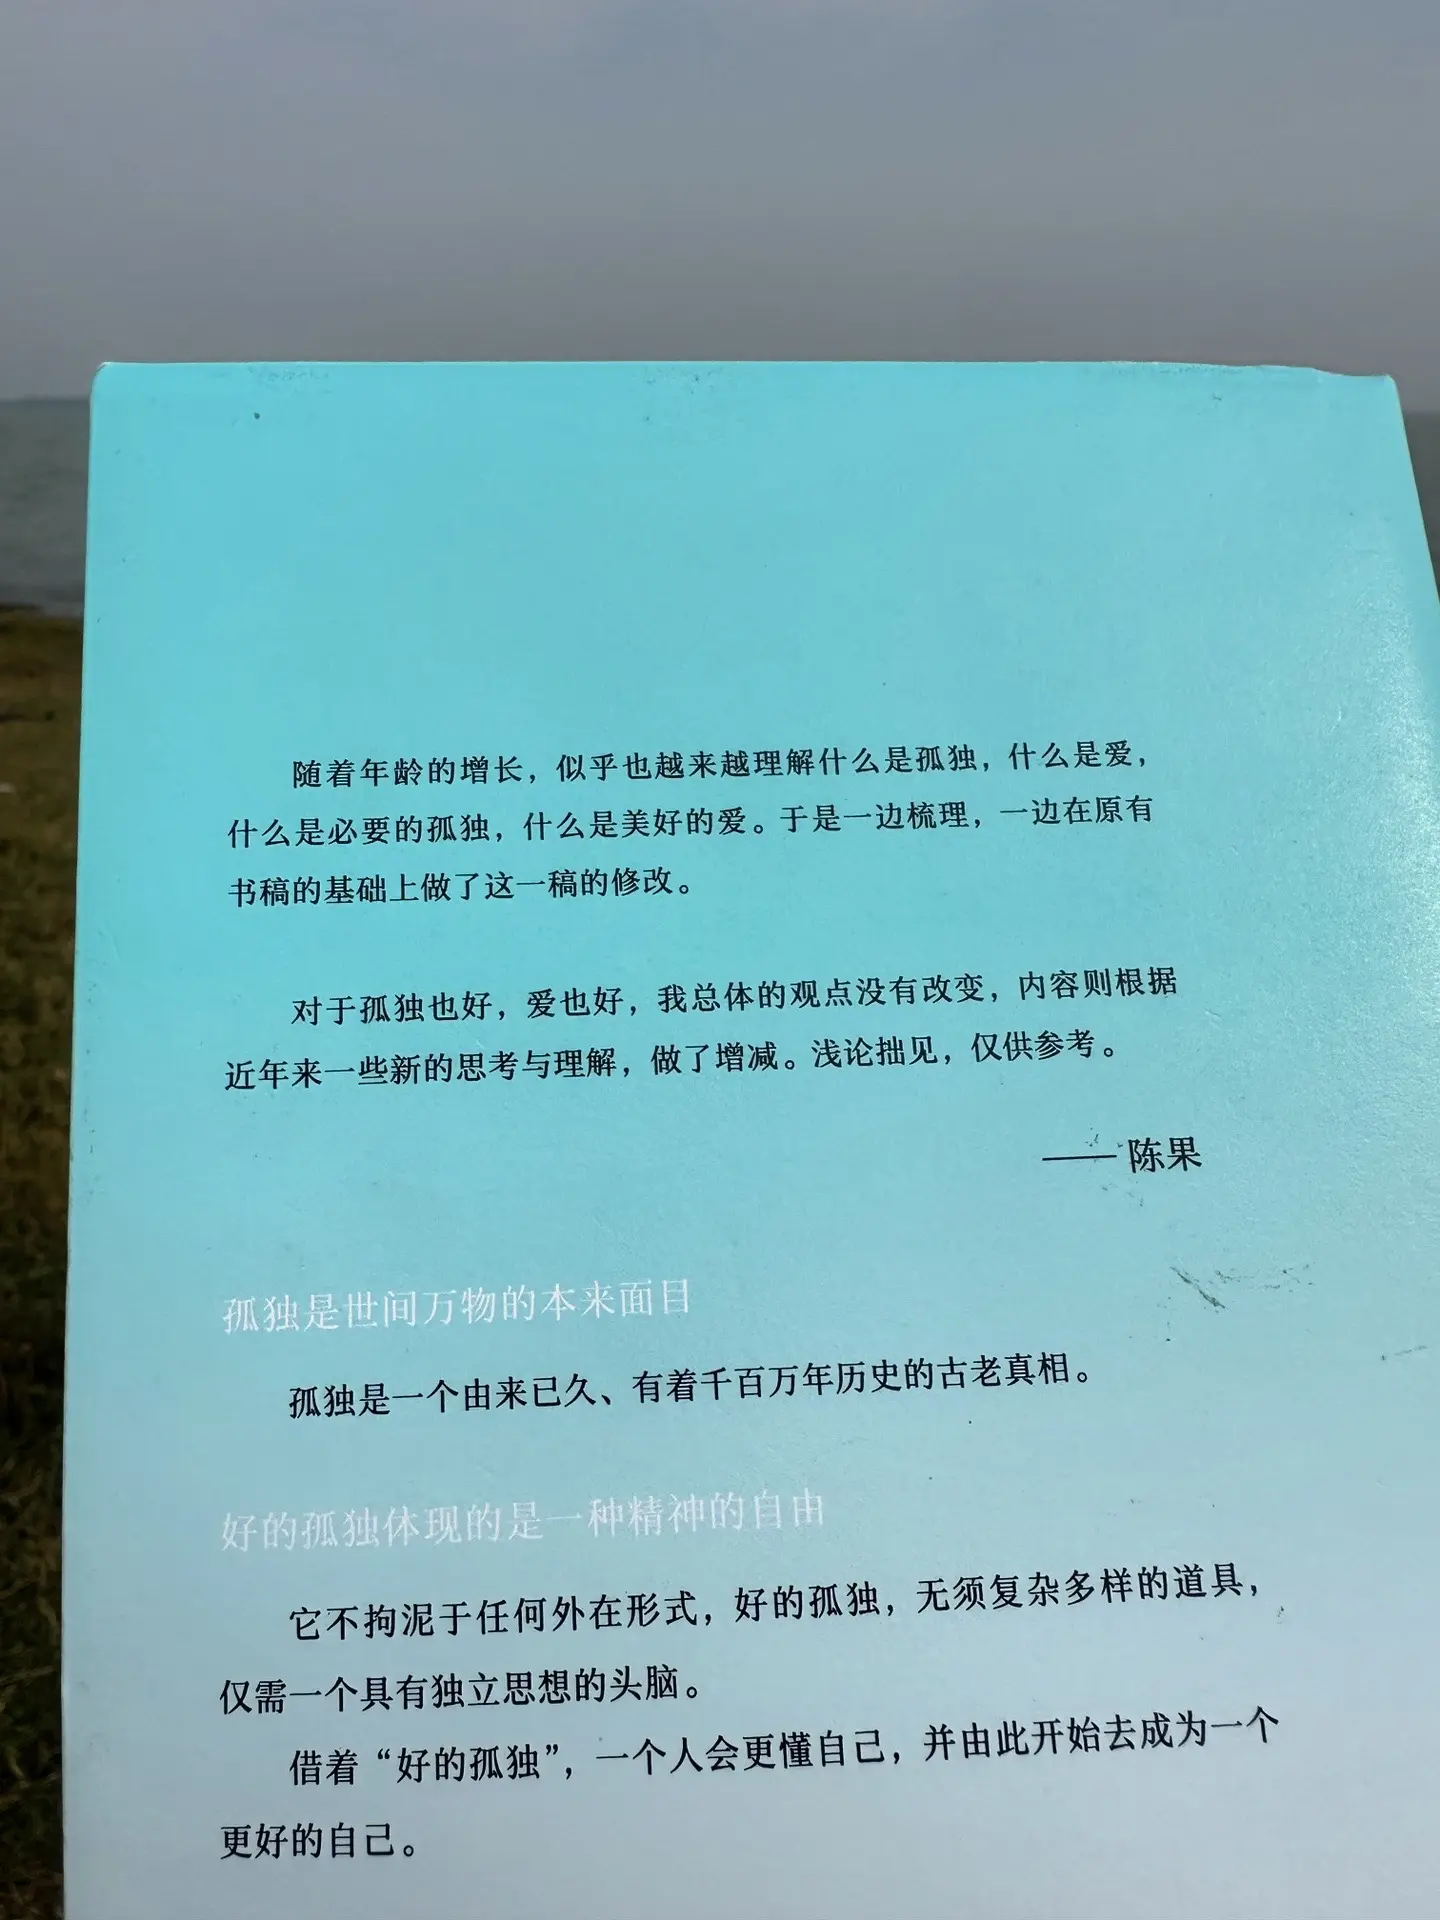 随着年龄的增长，似乎也越来越理解什么是孤独，什么是爱，
什么是必要的孤独，什么是美好的爱。于是一边梳理，一边在原有
书稿的基础上做了这一稿的修改。
对于孤独也好，爱也好，我总体的观点没有改变，内容则根据
近年来一些新的思考与理解，做了增减。浅论拙见，仅供参考。
——陈果
孤独是世间万物的本来面目
孤独是一个由来已久、有着千百万年历史的古老真相。
好的孤独体现的是一种精神的自由
它不拘泥于任何外在形式，好的孤独，无须复杂多样的道具，
仅需一个具有独立思想的头脑。
借着“好的孤独”，一个人会更懂自己，并由此开始去成为一个
更好的自己。